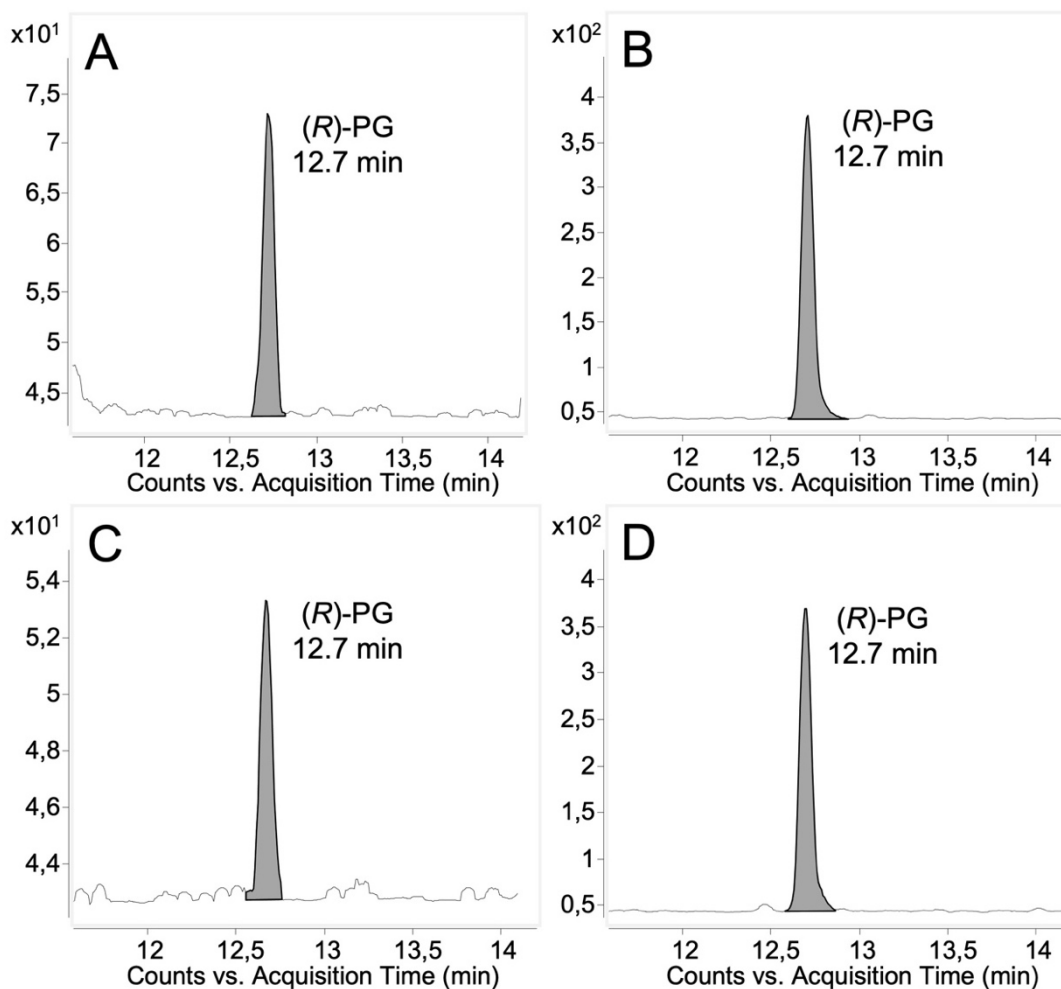 x10¹
A
7,5
7
6,5
6
5,5
5
4,5
(R)-PG
12.7 min
12 12,5 13 13,5 14
Counts vs. Acquisition Time (min)
x10²
B
4
3,5
3
2,5
2
1,5
1
0,5
(R)-PG
12.7 min
12 12,5 13 13,5 14
Counts vs. Acquisition Time (min)
x10¹
C
5,4
5,2
5
4,8
4,6
4,4
(R)-PG
12.7 min
12 12,5 13 13,5 14
Counts vs. Acquisition Time (min)
x10²
D
4
3,5
3
2,5
2
1,5
1
0,5
(R)-PG
12.7 min
12 12,5 13 13,5 14
Counts vs. Acquisition Time (min)